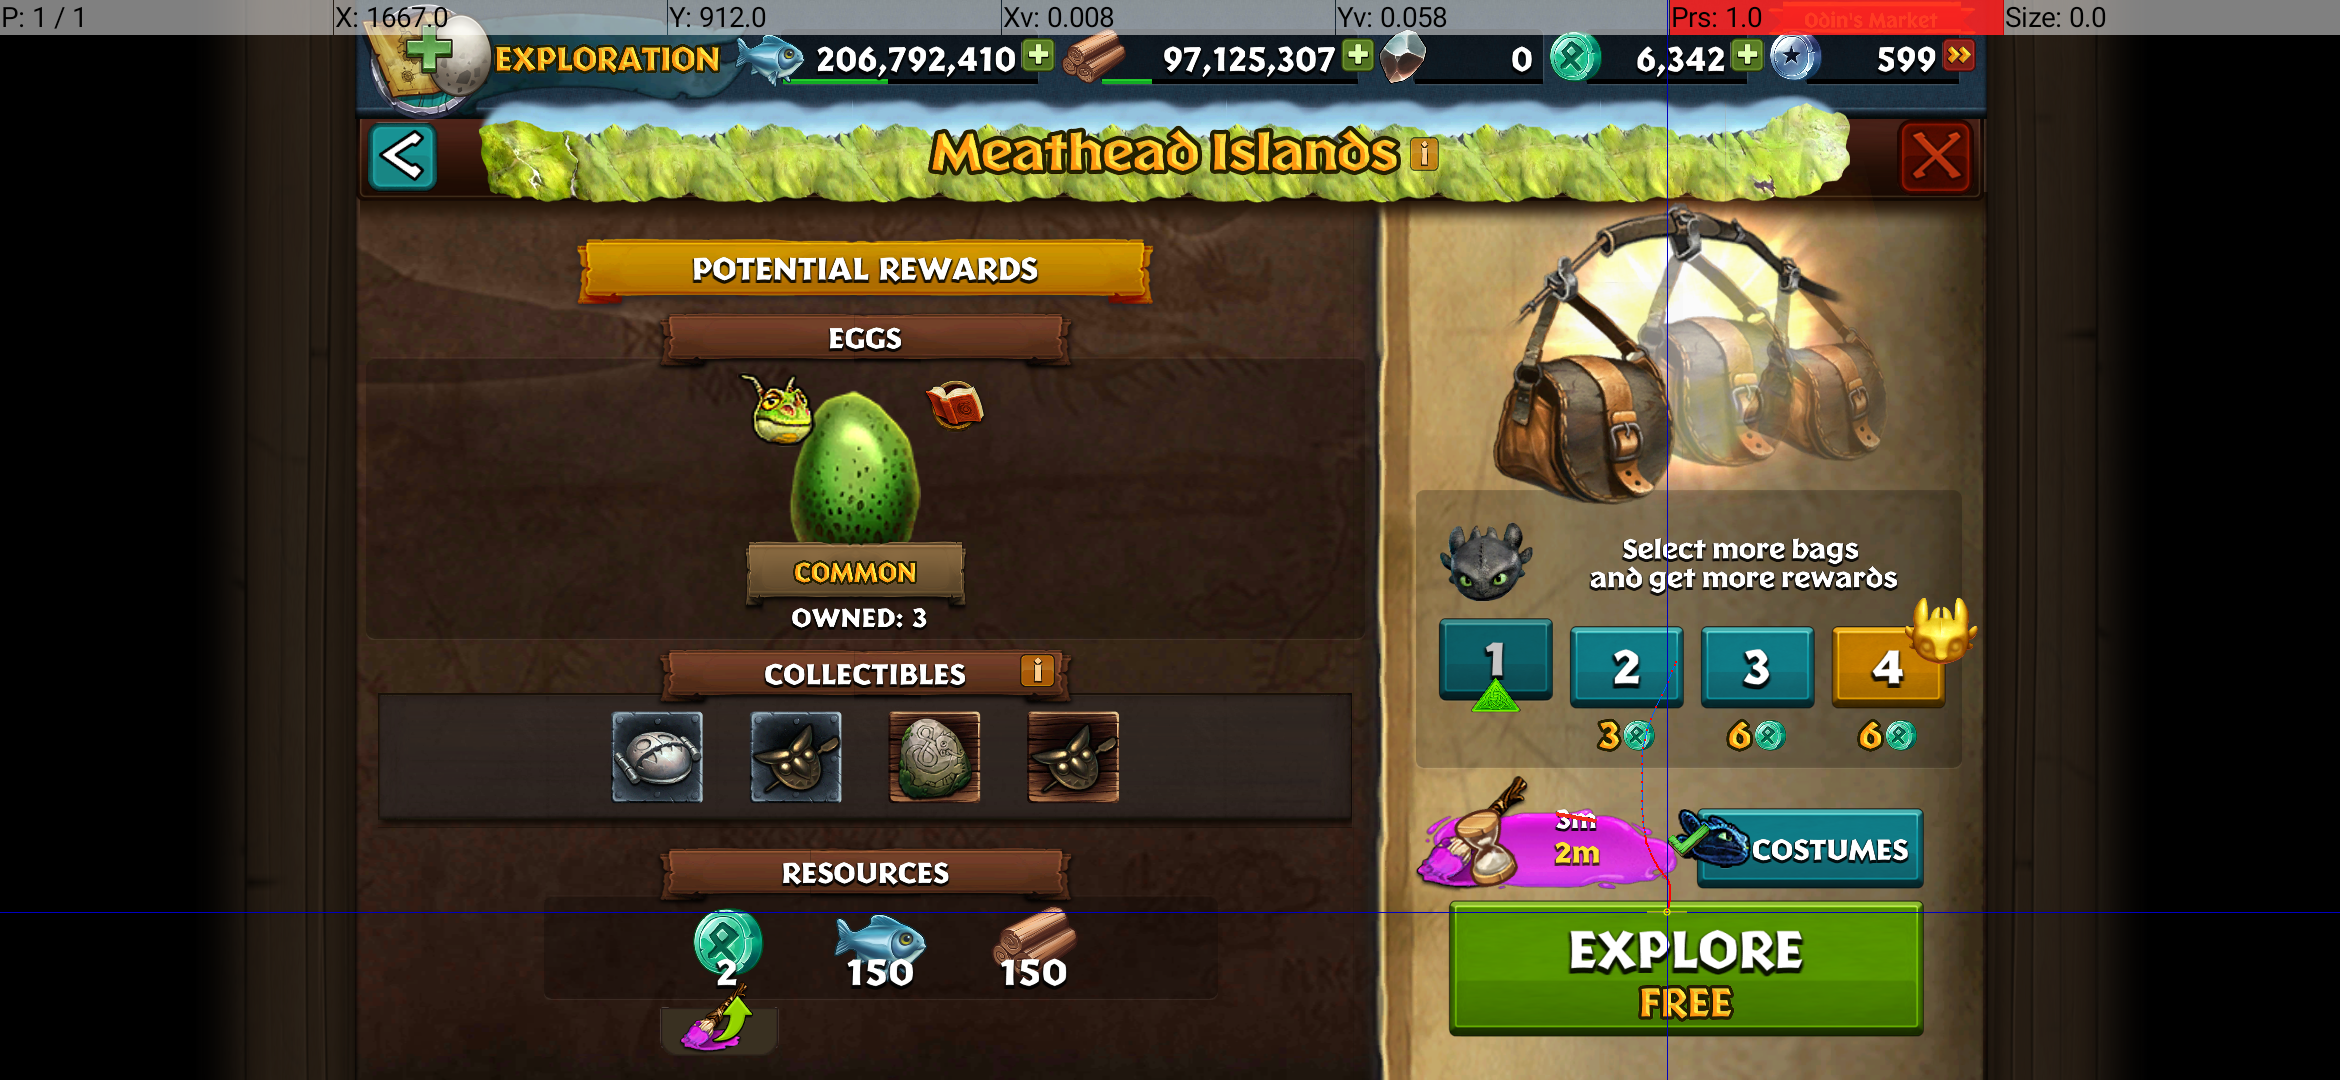 P: 1 / 1
X: 1667.0
Y: 912.0
Xv: 0.008
Yv: 0.058
Prs: 1.0
Size: 0.0
Odin's Market
EXPLORATION
206,792,410
97,125,307
0
6,342
599
Meathead Islands
i
POTENTIAL REWARDS
EGGS
COMMON
OWNED: 3
COLLECTIBLES
i
RESOURCES
2
150
150
Select more bags
and get more rewards
1
2
3
4
3
6
6
3m
2m
COSTUMES
EXPLORE
FREE